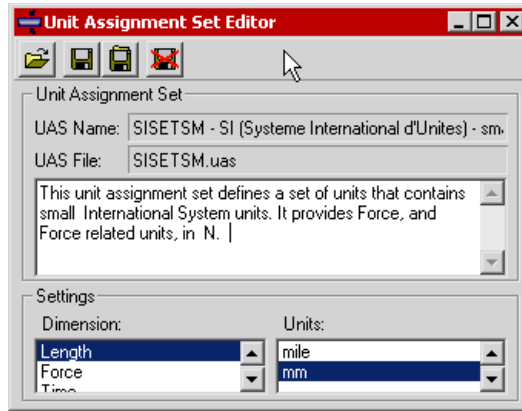 Unit Assignment Set Editor
Unit Assignment Set
UAS Name: SISETSM - SI (Systeme International d'Unites) - sm
UAS File: SISETSM.uas
This unit assignment set defines a set of units that contains
small International System units. It provides Force, and
Force related units, in N.
Settings
Dimension: Units:
Length mile
Force mm
Time